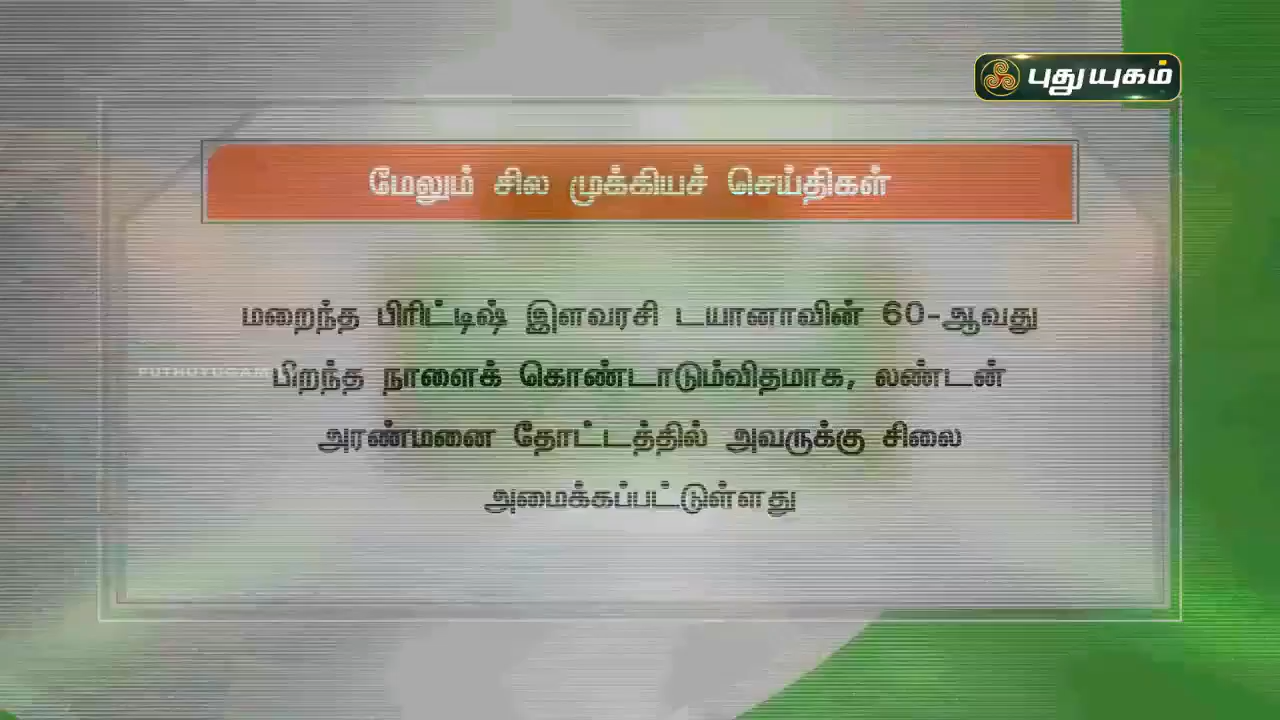 புதுயுகம்
மேலும் சில முக்கியச் செய்திகள்
மறைந்த பிரிட்டிஷ் இளவரசி டயானாவின் 60-ஆவது
பிறந்த நாளைக் கொண்டாடும்விதமாக, லண்டன்
அரண்மனை தோட்டத்தில் அவருக்கு சிலை
அமைக்கப்பட்டுள்ளது
PUTHUYUGAM